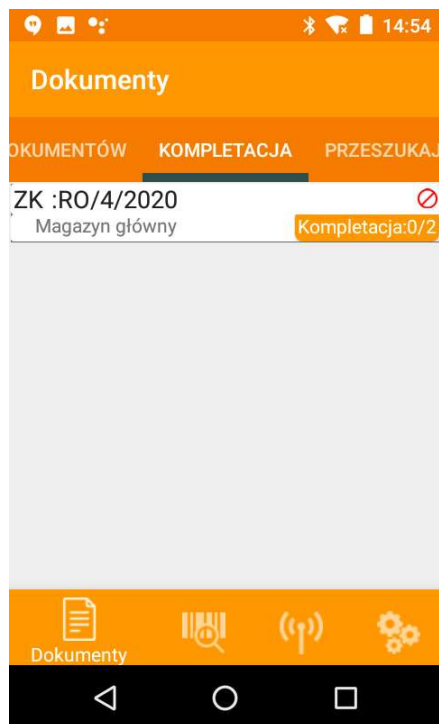 14:54
Dokumenty
OKUMENTÓW KOMPLETACJA PRZESZUKAJ
ZK :RO/4/2020
Magazyn główny Kompletacja:0/2
Dokumenty